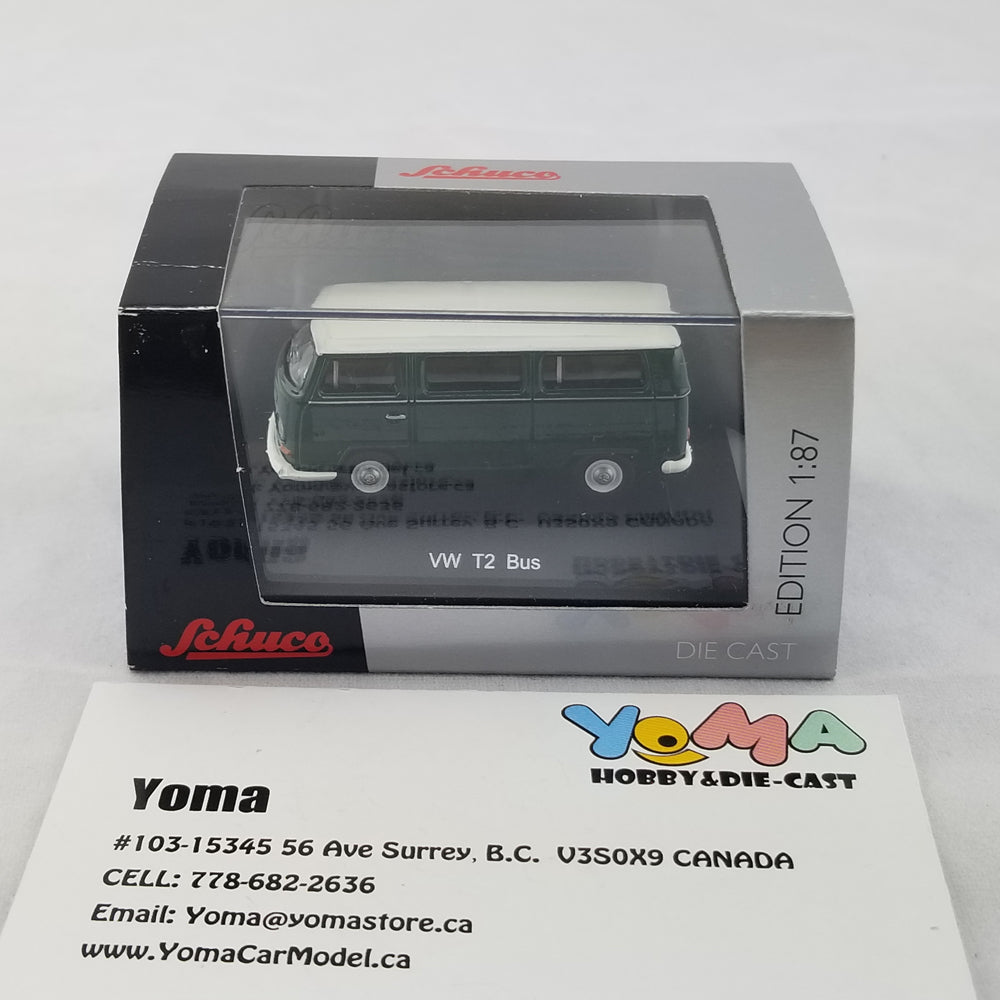 Schuco
VW T2 Bus
EDITION 1:87
Schuco
DIE CAST
YoMA
HOBBY&DIE-CAST
Yoma
#103-15345 56 Ave Surrey, B.C. V3S0X9 CANADA
CELL: 778-682-2636
Email: Yoma@yomastore.ca
www.YomaCarModel.ca